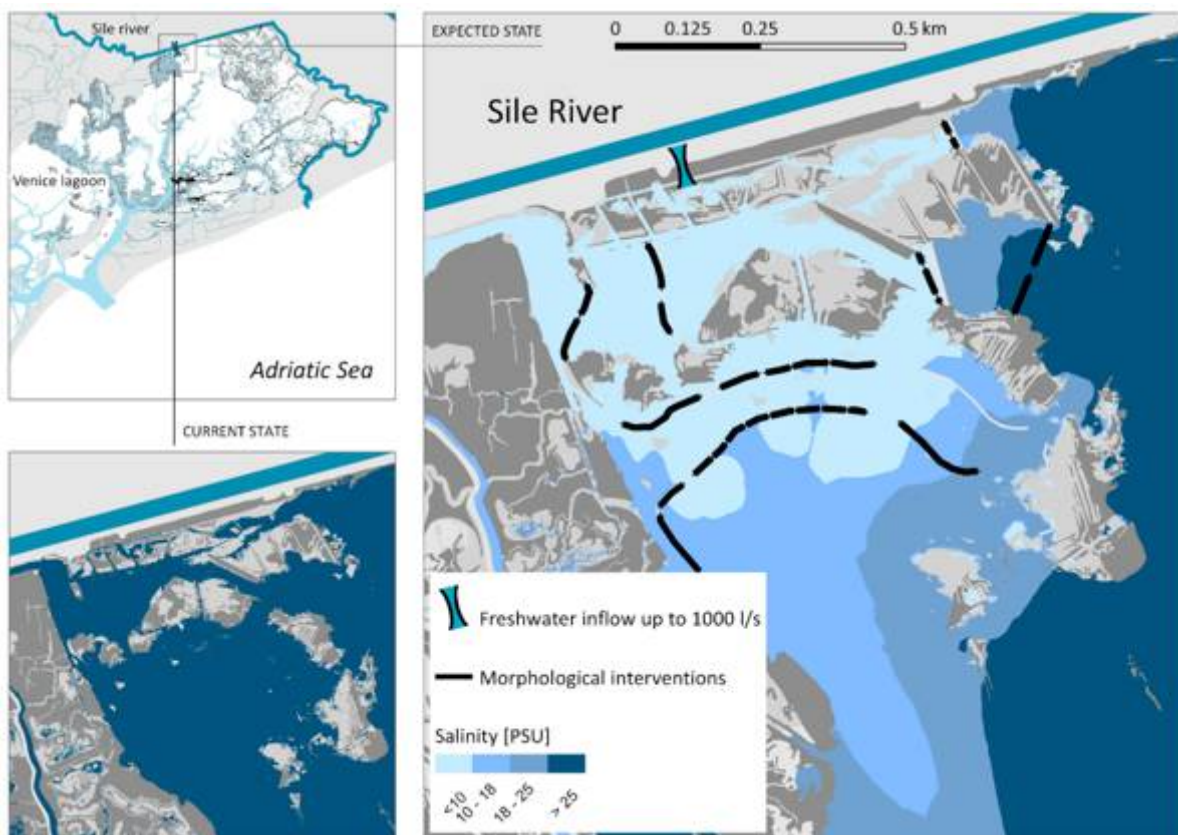 Sile river
Venice lagoon
Adriatic Sea
CURRENT STATE
EXPECTED STATE
0 0.125 0.25 0.5 km
Sile River
Freshwater inflow up to 1000 l/s
Morphological interventions
Salinity [PSU]
<10
10 - 18
18 - 25
> 25